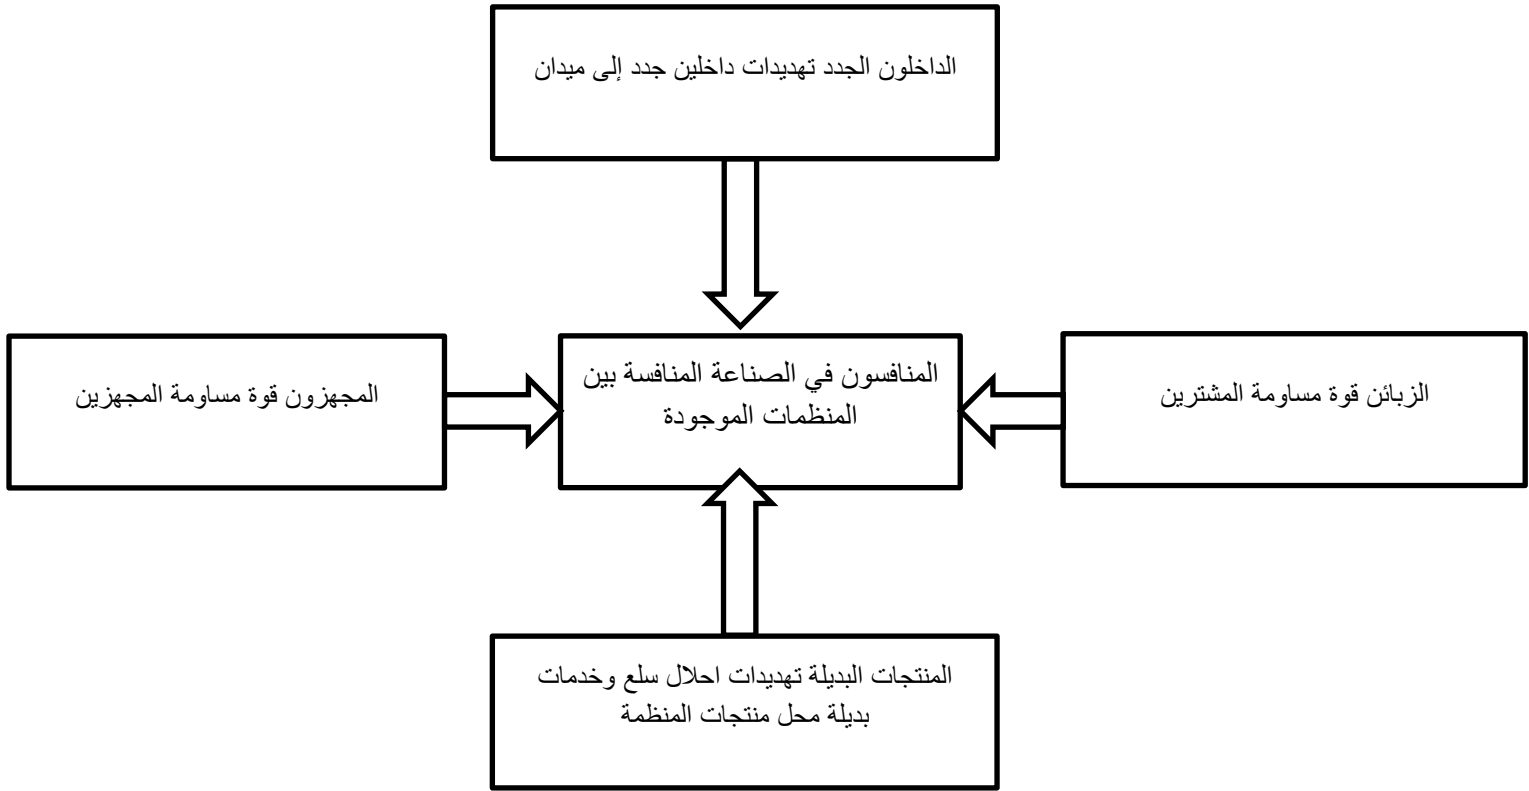 الداخلون الجدد تهديدات داخلين جدد إلى ميدان
الزبائن قوة مساومة المشترين
المنافسون في الصناعة المنافسة بين
المنظمات الموجودة
المجهزون قوة مساومة المجهزين
المنتجات البديلة تهديدات احلال سلع وخدمات
بديلة محل منتجات المنظمة